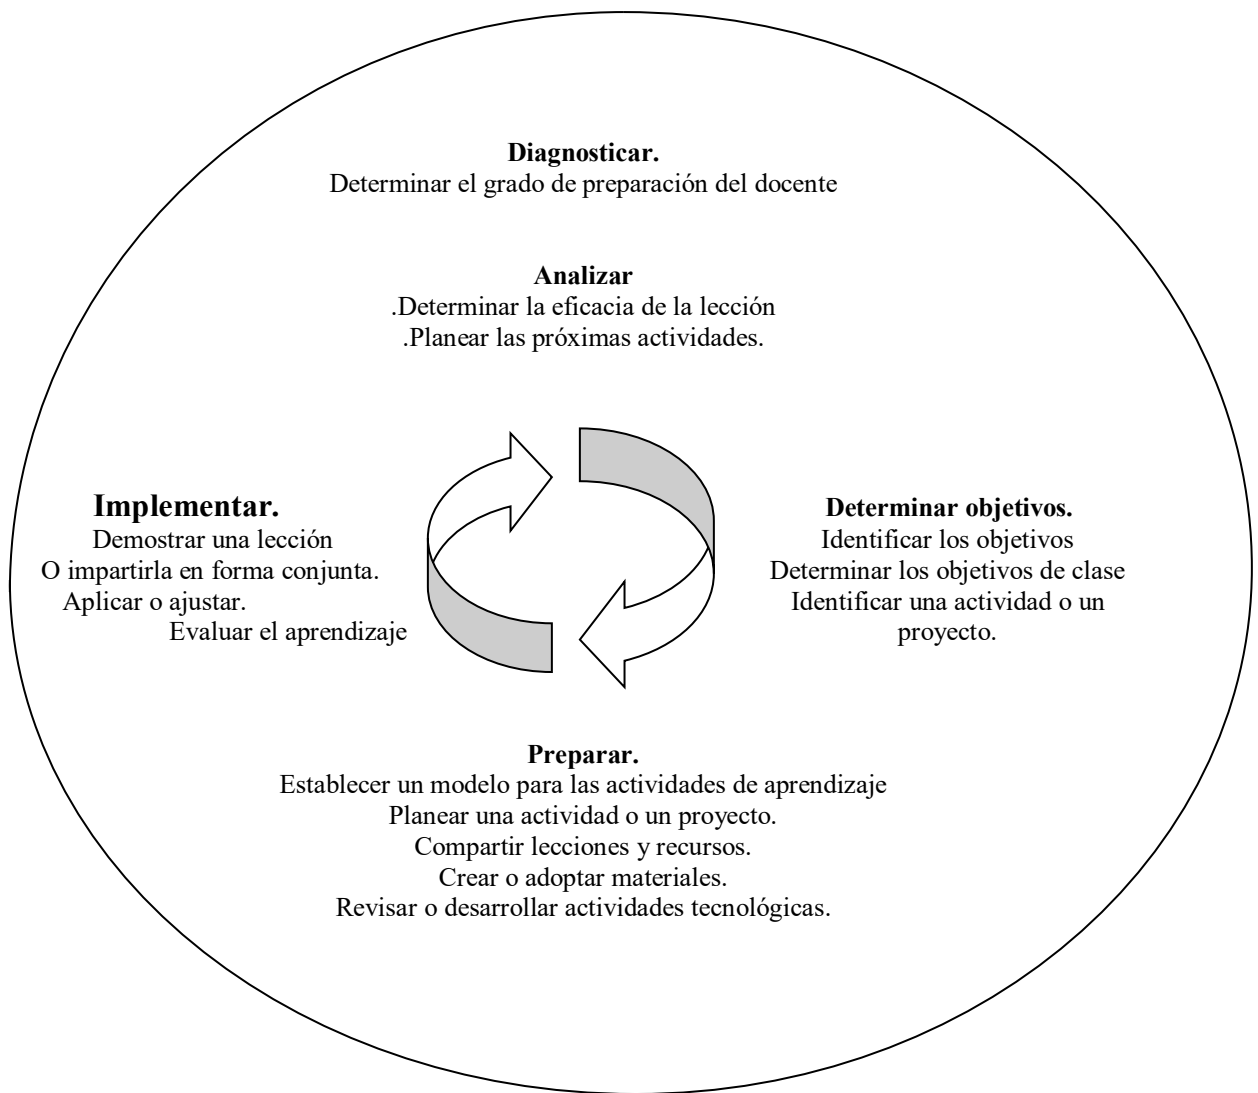 Diagnosticar.
Determinar el grado de preparación del docente
Analizar
.Determinar la eficacia de la lección
.Planear las próximas actividades.
Implementar.
Demostrar una lección
O impartirla en forma conjunta.
Aplicar o ajustar.
Evaluar el aprendizaje
Determinar objetivos.
Identificar los objetivos
Determinar los objetivos de clase
Identificar una actividad o un
proyecto.
Preparar.
Establecer un modelo para las actividades de aprendizaje
Planear una actividad o un proyecto.
Compartir lecciones y recursos.
Crear o adoptar materiales.
Revisar o desarrollar actividades tecnológicas.